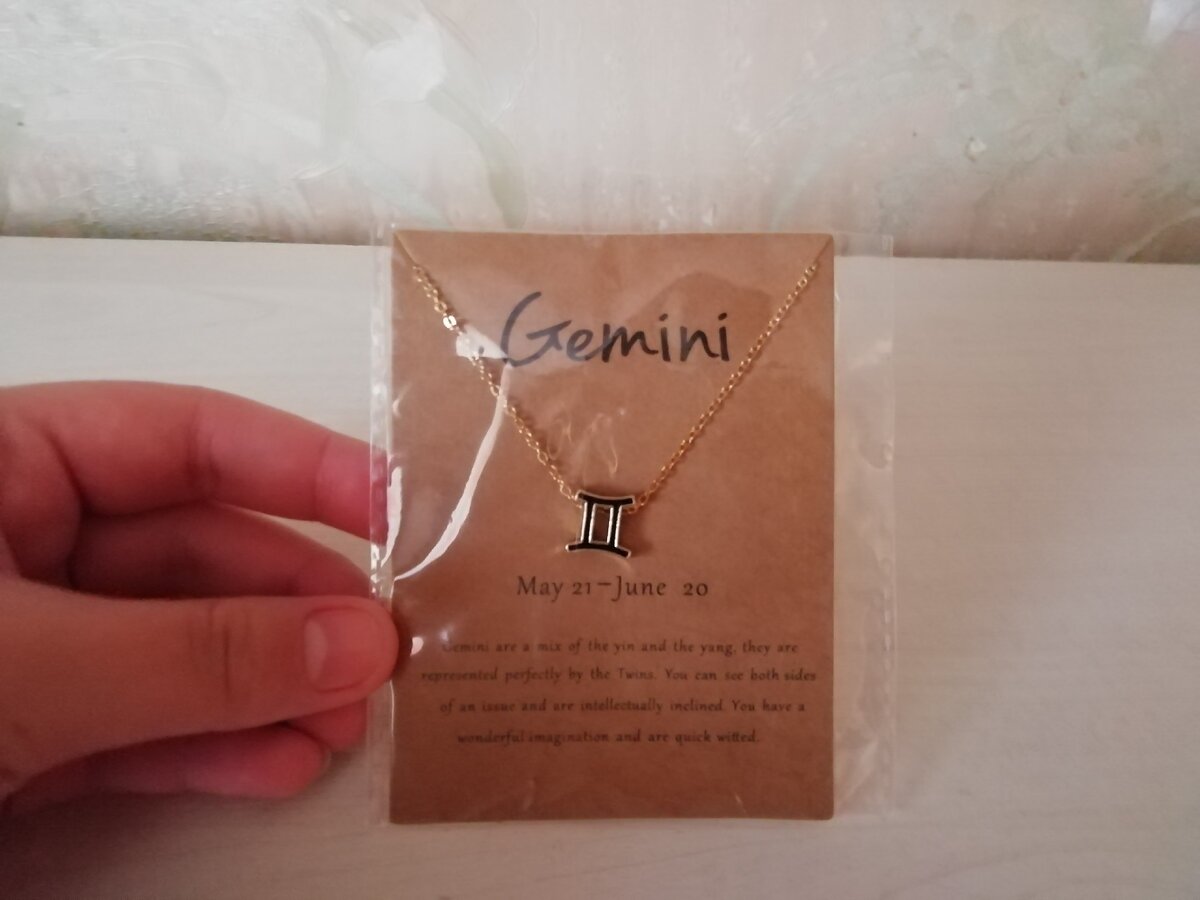 Gemini
May 21-June 20
Gemini are a mix of the yin and the yang, they are
represented perfectly by the Twins. You can see both sides
of an issue and are intellectually inclined. You have a
wonderful imagination and are quick witted.